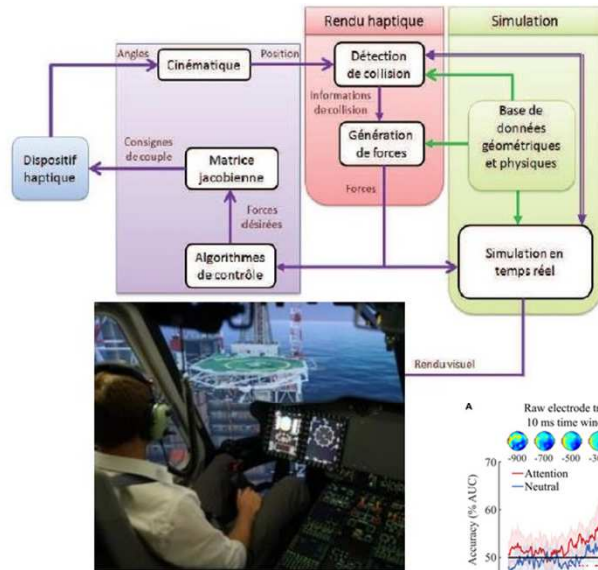 Rendu haptique
Simulation
Angles
Cinématique
Position
Détection
de collision
Informations
de collision
Base de
données
géométriques
et physiques
Dispositif
haptique
Consignes
de couple
Matrice
jacobienne
Génération
de forces
Forces
désirées
Forces
Algorithmes
de contrôle
Simulation en
temps réel
Rendu visuel
A
Raw electrode
10 ms time
-900 -700 -500
70
Attention
Neutral
60
50
Accuracy (% AUC)